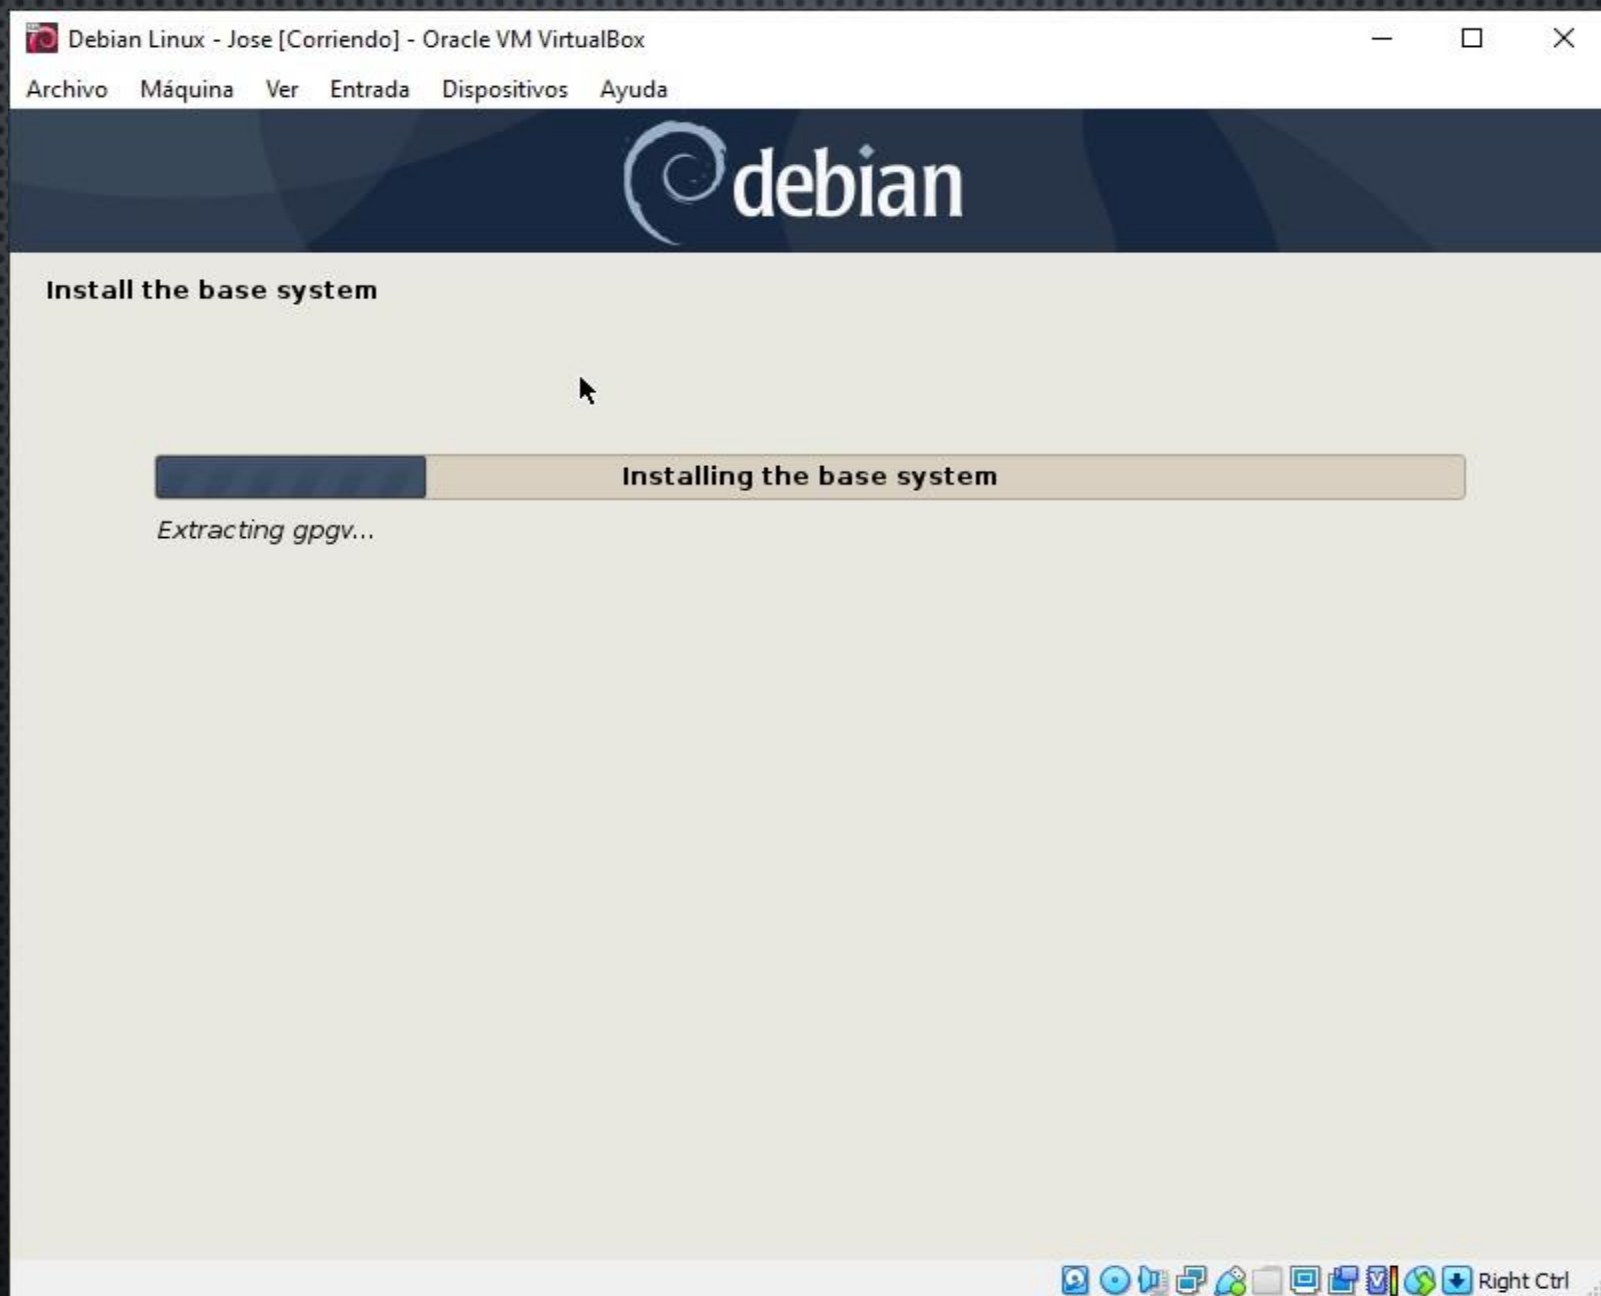 Debian Linux - Jose [Corriendo] - Oracle VM VirtualBox
Archivo Máquina Ver Entrada Dispositivos Ayuda
debian
Install the base system
Installing the base system
Extracting gpgv...
Right Ctrl